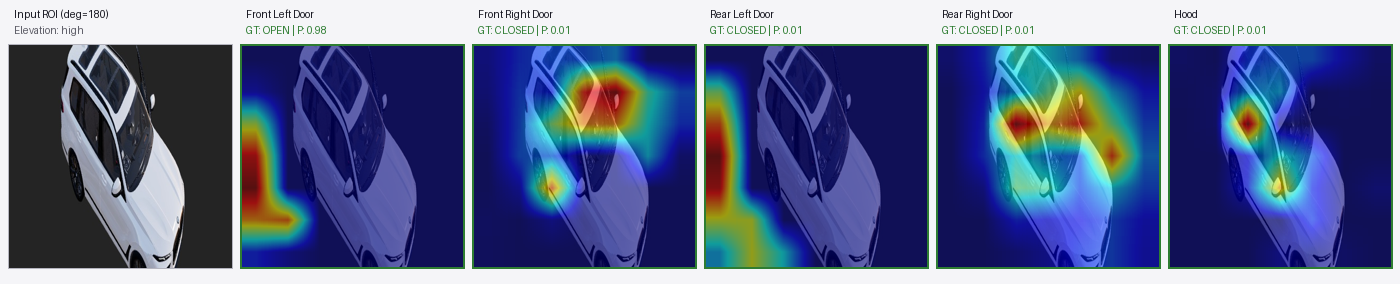 Input ROI (deg=180)
Elevation: high
Front Left Door
GT: OPEN | P: 0.98
Front Right Door
GT: CLOSED | P: 0.01
Rear Left Door
GT: CLOSED | P: 0.01
Rear Right Door
GT: CLOSED | P: 0.01
Hood
GT: CLOSED | P: 0.01